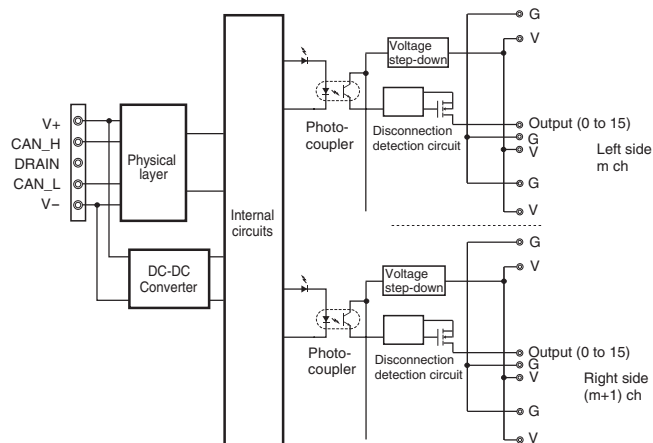 V+
CAN_H
DRAIN
CAN_L
V−
Physical
layer
DC-DC
Converter
Internal
circuits
Photo-
coupler
Voltage
step-down
Disconnection
detection circuit
G
V
Output (0 to 15)
G
V
Left side
m ch
G
V
Photo-
coupler
Voltage
step-down
Disconnection
detection circuit
G
V
Output (0 to 15)
G
V
Right side
(m+1) ch
G
V